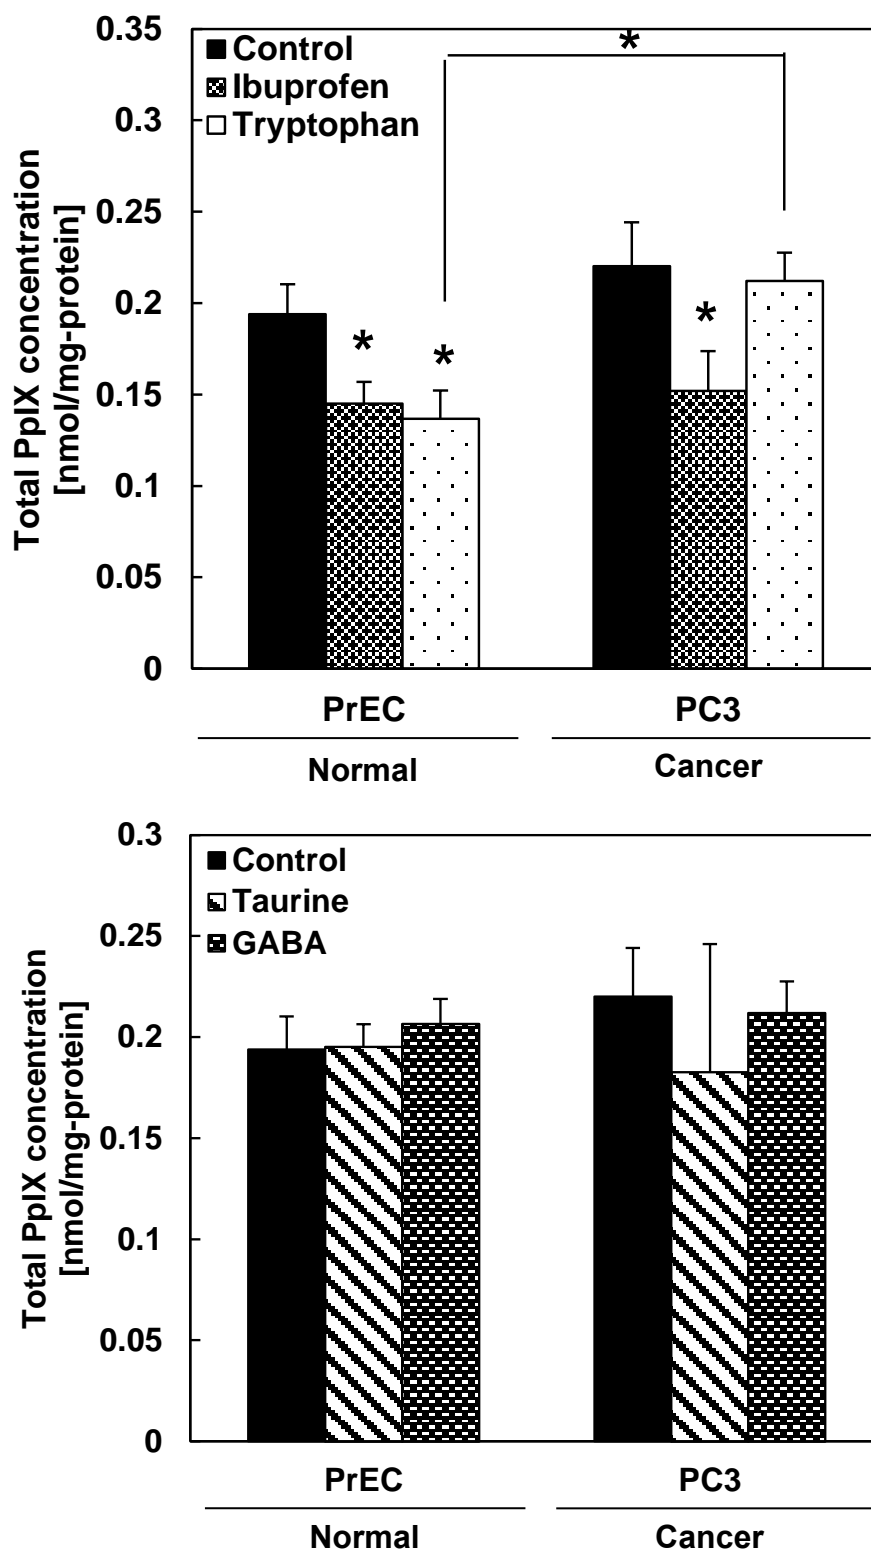 0.35
0.3
0.25
0.2
0.15
0.1
0.05
0
Total PpIX concentration
[nmol/mg-protein]
Control
Ibuprofen
Tryptophan
*
*
*
*
PrEC
PC3
Normal
Cancer
0.3
0.25
0.2
0.15
0.1
0.05
0
Total PpIX concentration
[nmol/mg-protein]
Control
Taurine
GABA
PrEC
PC3
Normal
Cancer